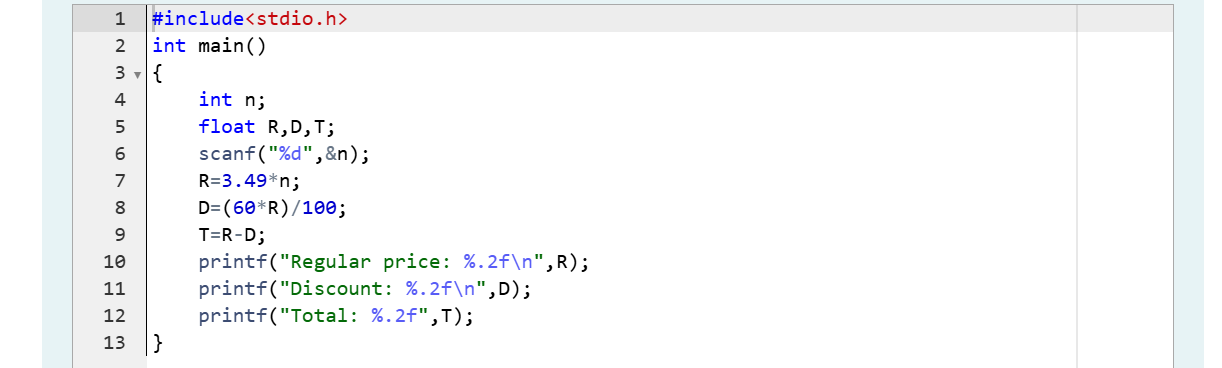 1 #include<stdio.h>
2 int main()
3 {
4     int n;
5     float R,D,T;
6     scanf("%d",&n);
7     R=3.49*n;
8     D=(60*R)/100;
9     T=R-D;
10     printf("Regular price: %.2f\n",R);
11     printf("Discount: %.2f\n",D);
12     printf("Total: %.2f",T);
13 }